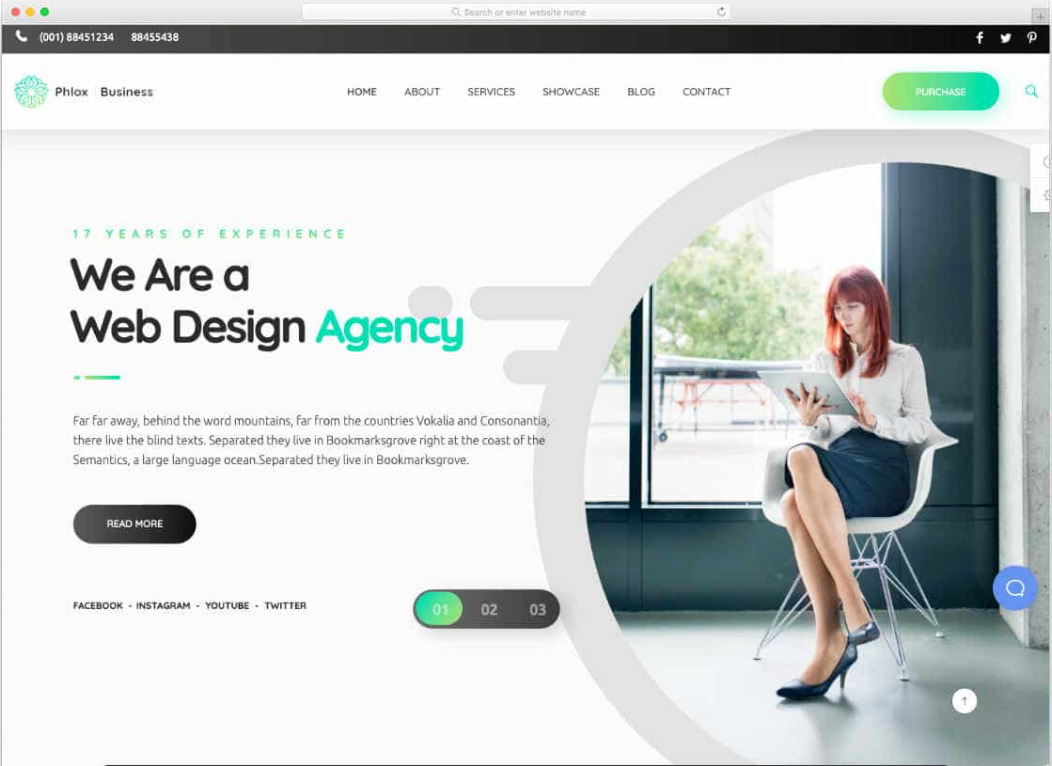 Search or enter website name
(001) 88451234 88455438
Phlox Business
HOME ABOUT SERVICES SHOWCASE BLOG CONTACT
PURCHASE
17 YEARS OF EXPERIENCE
We Are a
Web Design Agency
Far far away, behind the word mountains, far from the countries Vokalia and Consonantia,
there live the blind texts. Separated they live in Bookmarksgrove right at the coast of the
Semantics, a large language ocean.Separated they live in Bookmarksgrove.
READ MORE
FACEBOOK - INSTAGRAM - YOUTUBE - TWITTER
01 02 03